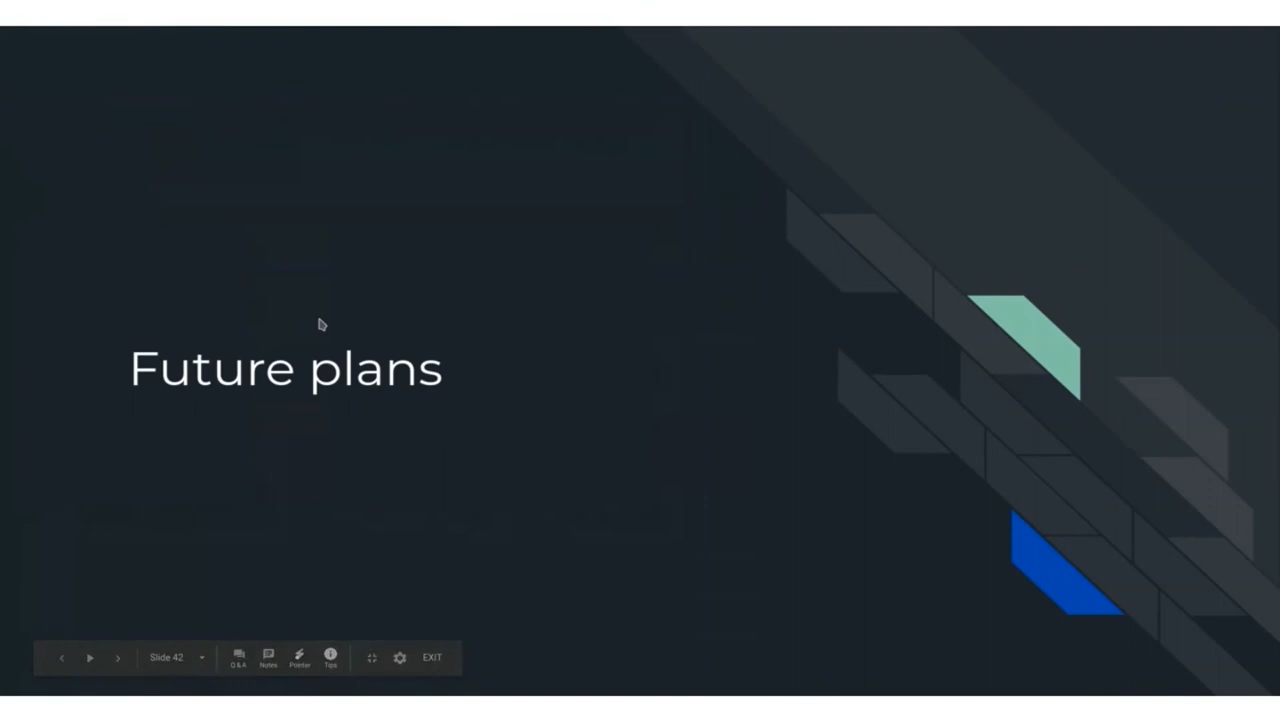 Future plans
Slide 42
Q&A
Notes
Pointer
Tips
EXIT